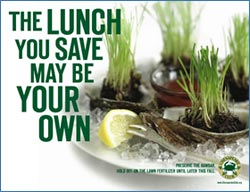 THE LUNCH
YOU SAVE
MAY BE
YOUR
OWN
PRESERVE THE BENEFIT.
HOLD OFF ON THE LAWN FERTILIZER UNTIL LATER THIS FALL.